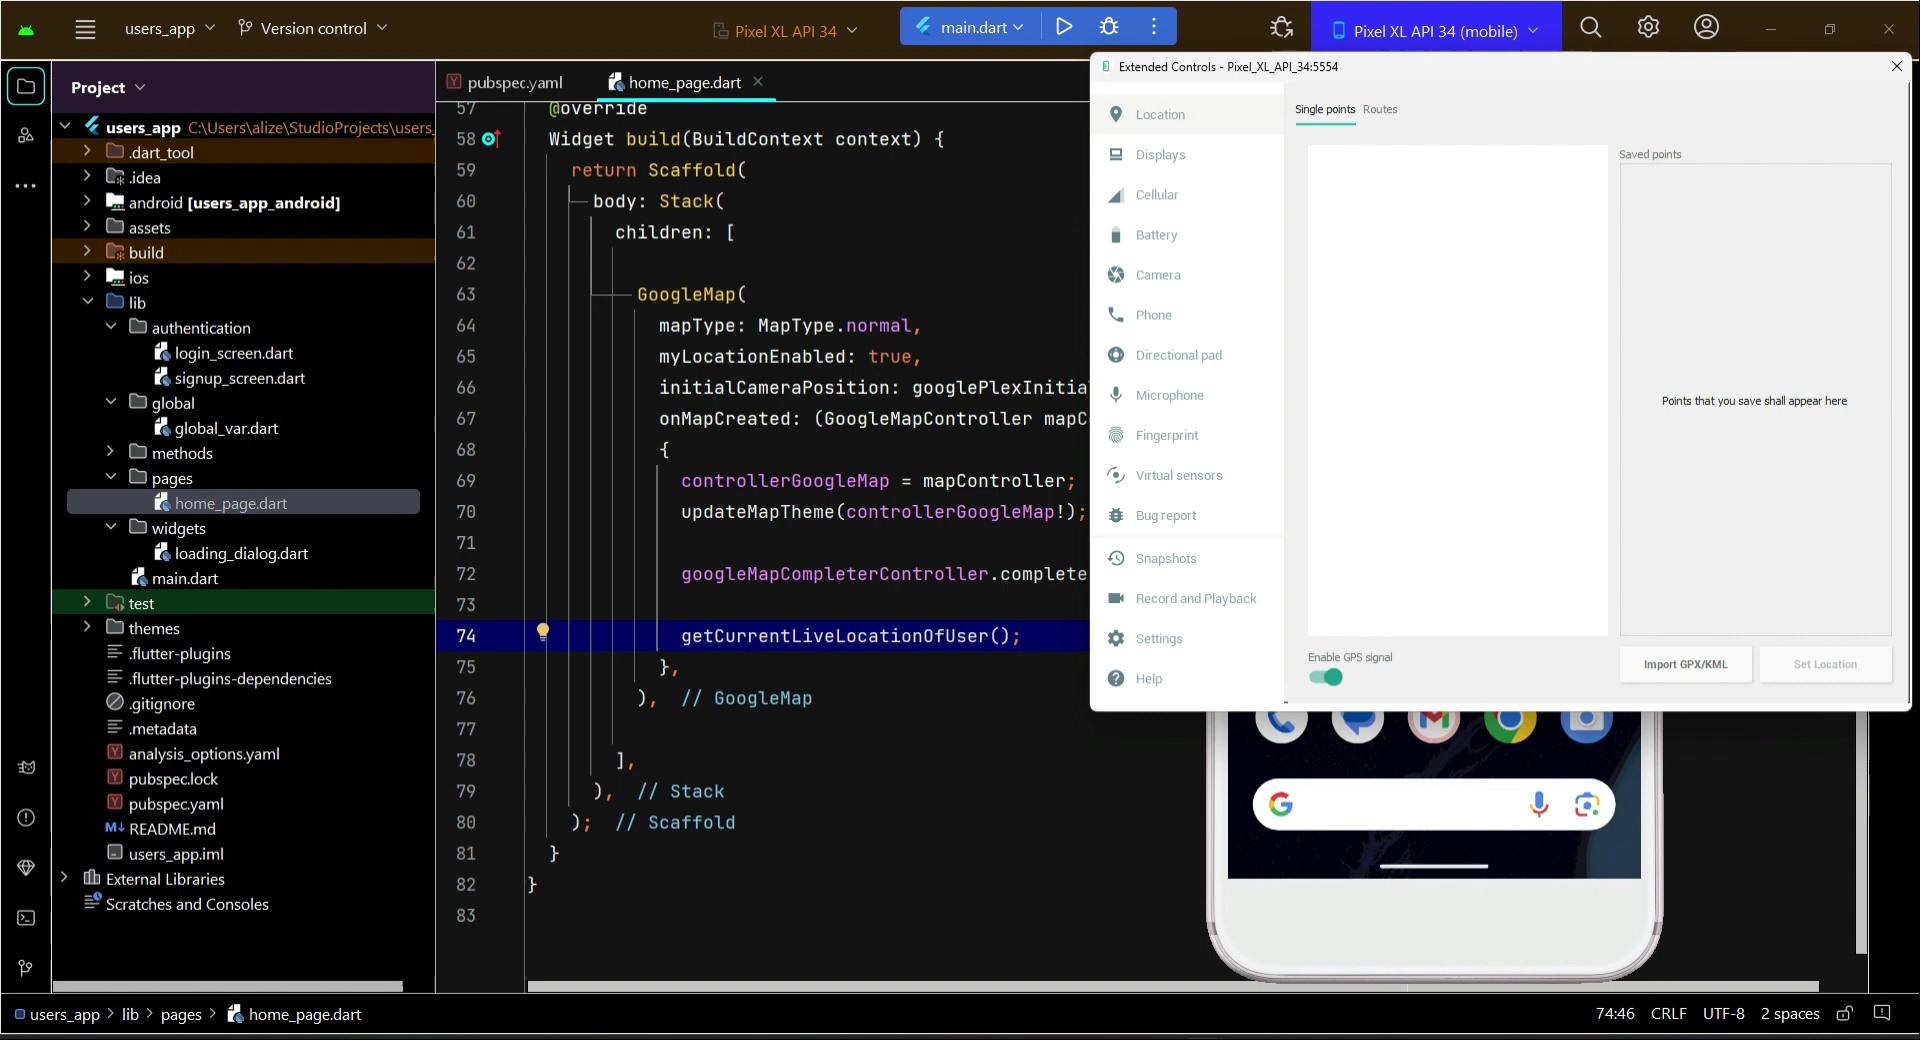 users_app
Version control
Pixel XL API 34
main.dart
Pixel XL API 34 (mobile)
Project
users_app C:\Users\alize\StudioProjects\users_
.dart_tool
.idea
android [users_app_android]
assets
build
ios
lib
authentication
login_screen.dart
signup_screen.dart
global
global_var.dart
methods
pages
home_page.dart
widgets
loading_dialog.dart
main.dart
test
themes
.flutter-plugins
.flutter-plugins-dependencies
.gitignore
.metadata
analysis_options.yaml
pubspec.lock
pubspec.yaml
M↓ README.md
users_app.iml
External Libraries
Scratches and Consoles
pubspec.yaml
home_page.dart
57 @override
58 Widget build(BuildContext context) {
59 return Scaffold(
60 body: Stack(
61 children: [
62
63 GoogleMap(
64 mapType: MapType.normal,
65 myLocationEnabled: true,
66 initialCameraPosition: googlePlexInitial
67 onMapCreated: (GoogleMapController mapC
68 {
69 controllerGoogleMap = mapController;
70 updateMapTheme(controllerGoogleMap!);
71
72 googleMapCompleterController.complete
73
74 getCurrentLiveLocationOfUser();
75 },
76 ), // GoogleMap
77
78 ],
79 ), // Stack
80 ); // Scaffold
81 }
82 }
83
Extended Controls - Pixel_XL_API_34:5554
Location
Displays
Cellular
Battery
Camera
Phone
Directional pad
Microphone
Fingerprint
Virtual sensors
Bug report
Snapshots
Record and Playback
Settings
Help
Single points
Routes
Saved points
Points that you save shall appear here
Enable GPS signal
Import GPX/KML
Set Location
users_app > lib > pages > home_page.dart
74:46 CRLF UTF-8 2 spaces